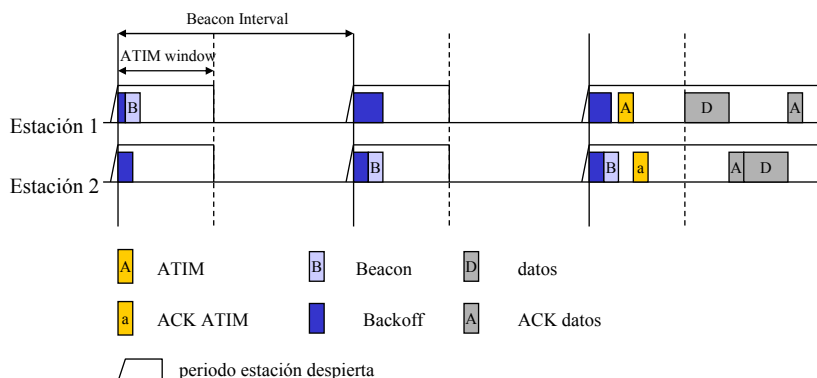 Beacon Interval
ATIM window
Estación 1
B
A
D
A
Estación 2
B
B
a
A
D
A
ATIM
B
Beacon
D
datos
a
ACK ATIM
Backoff
A
ACK datos
periodo estación despierta